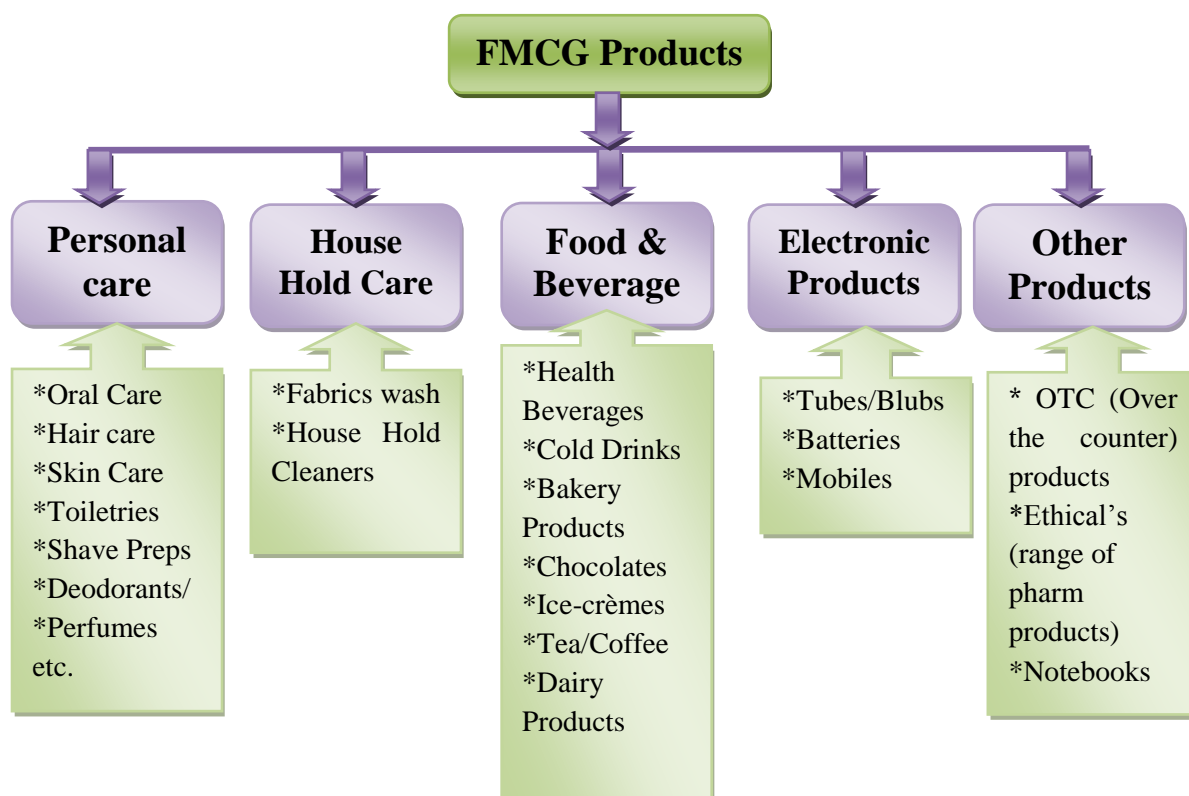 FMCG Products
Personal
care
House
Hold Care
Food &
Beverage
Electronic
Products
Other
Products
*Oral Care
*Hair care
*Skin Care
*Toiletries
*Shave Preps
*Deodorants/
*Perfumes
etc.
*Fabrics wash
*House Hold
Cleaners
*Health
Beverages
*Cold Drinks
*Bakery
Products
*Chocolates
*Ice-crèmes
*Tea/Coffee
*Dairy
Products
*Tubes/Blubs
*Batteries
*Mobiles
* OTC (Over
the counter)
products
*Ethical’s
(range of
pharm
products)
*Notebooks